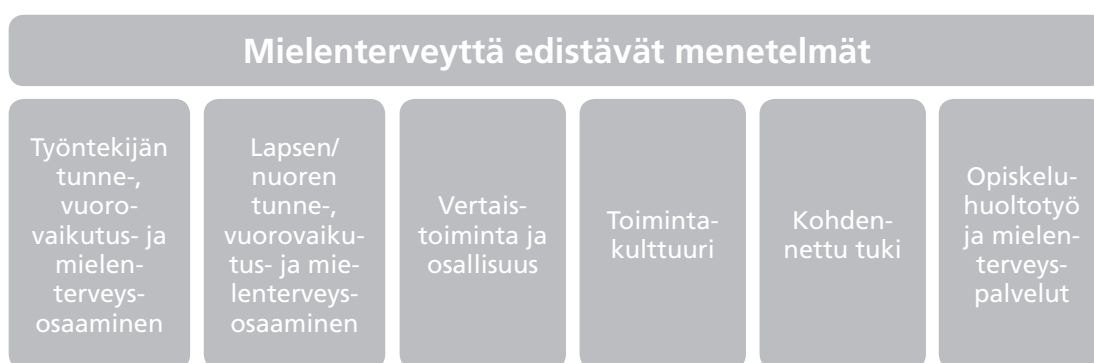 Mielenterveyttä edistävät menetelmät
Työntekijän
tunne-,
vuoro-
vaikutus- ja
mielen-
terveys-
osaaminen
Lapsen/
nuoren
tunne-,
vuorovaiku-
tus- ja mie-
lenterveys-
osaaminen
Vertais-
toiminta ja
osallisuus
Toiminta-
kulttuuri
Kohden-
nettu tuki
Opiskelu-
huoltotyö
ja mielen-
terveys-
palvelut